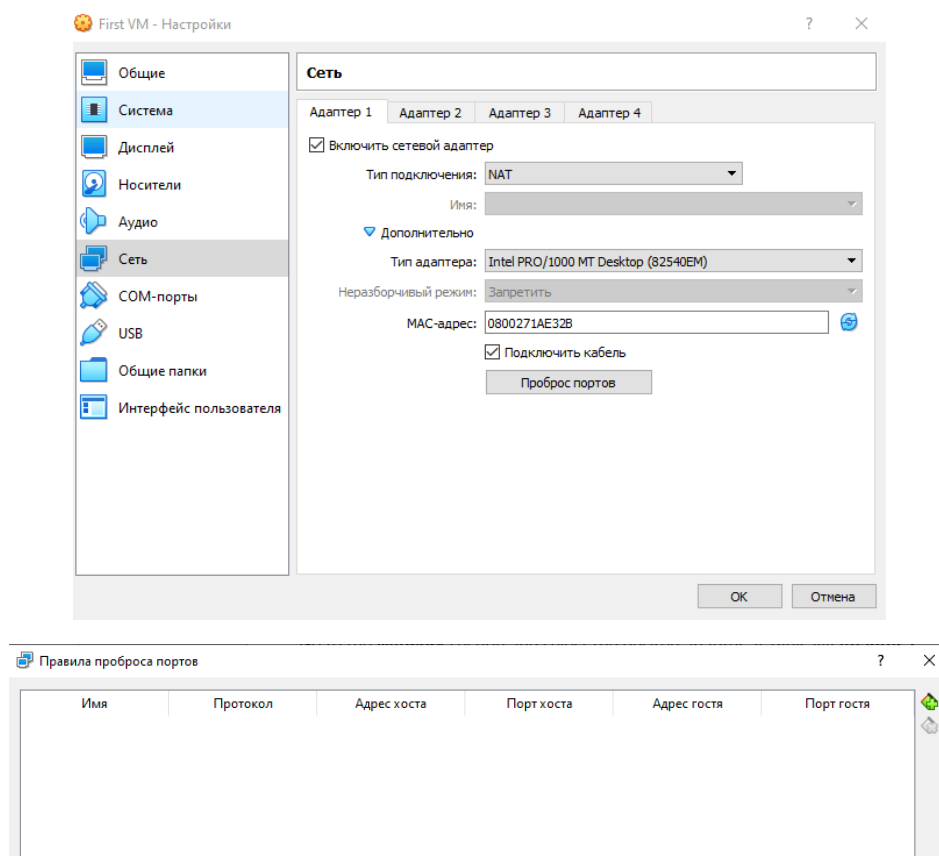 First VM - Настройки
?
Общие
Система
Дисплей
Носители
Аудио
Сеть
COM-порты
USB
Общие папки
Интерфейс пользователя
Сеть
Адаптер 1 Адаптер 2 Адаптер 3 Адаптер 4
Включить сетевой адаптер
Тип подключения: NAT
Имя:
Дополнительно
Тип адаптера: Intel PRO/1000 MT Desktop (82540EM)
Неразборчивый режим: Запретить
MAC-адрес: 0800271AE32B
Подключить кабель
Проброс портов
OK Отмена
Правила проброса портов
?
Имя Протокол Адрес хоста Порт хоста Адрес гостя Порт гостя